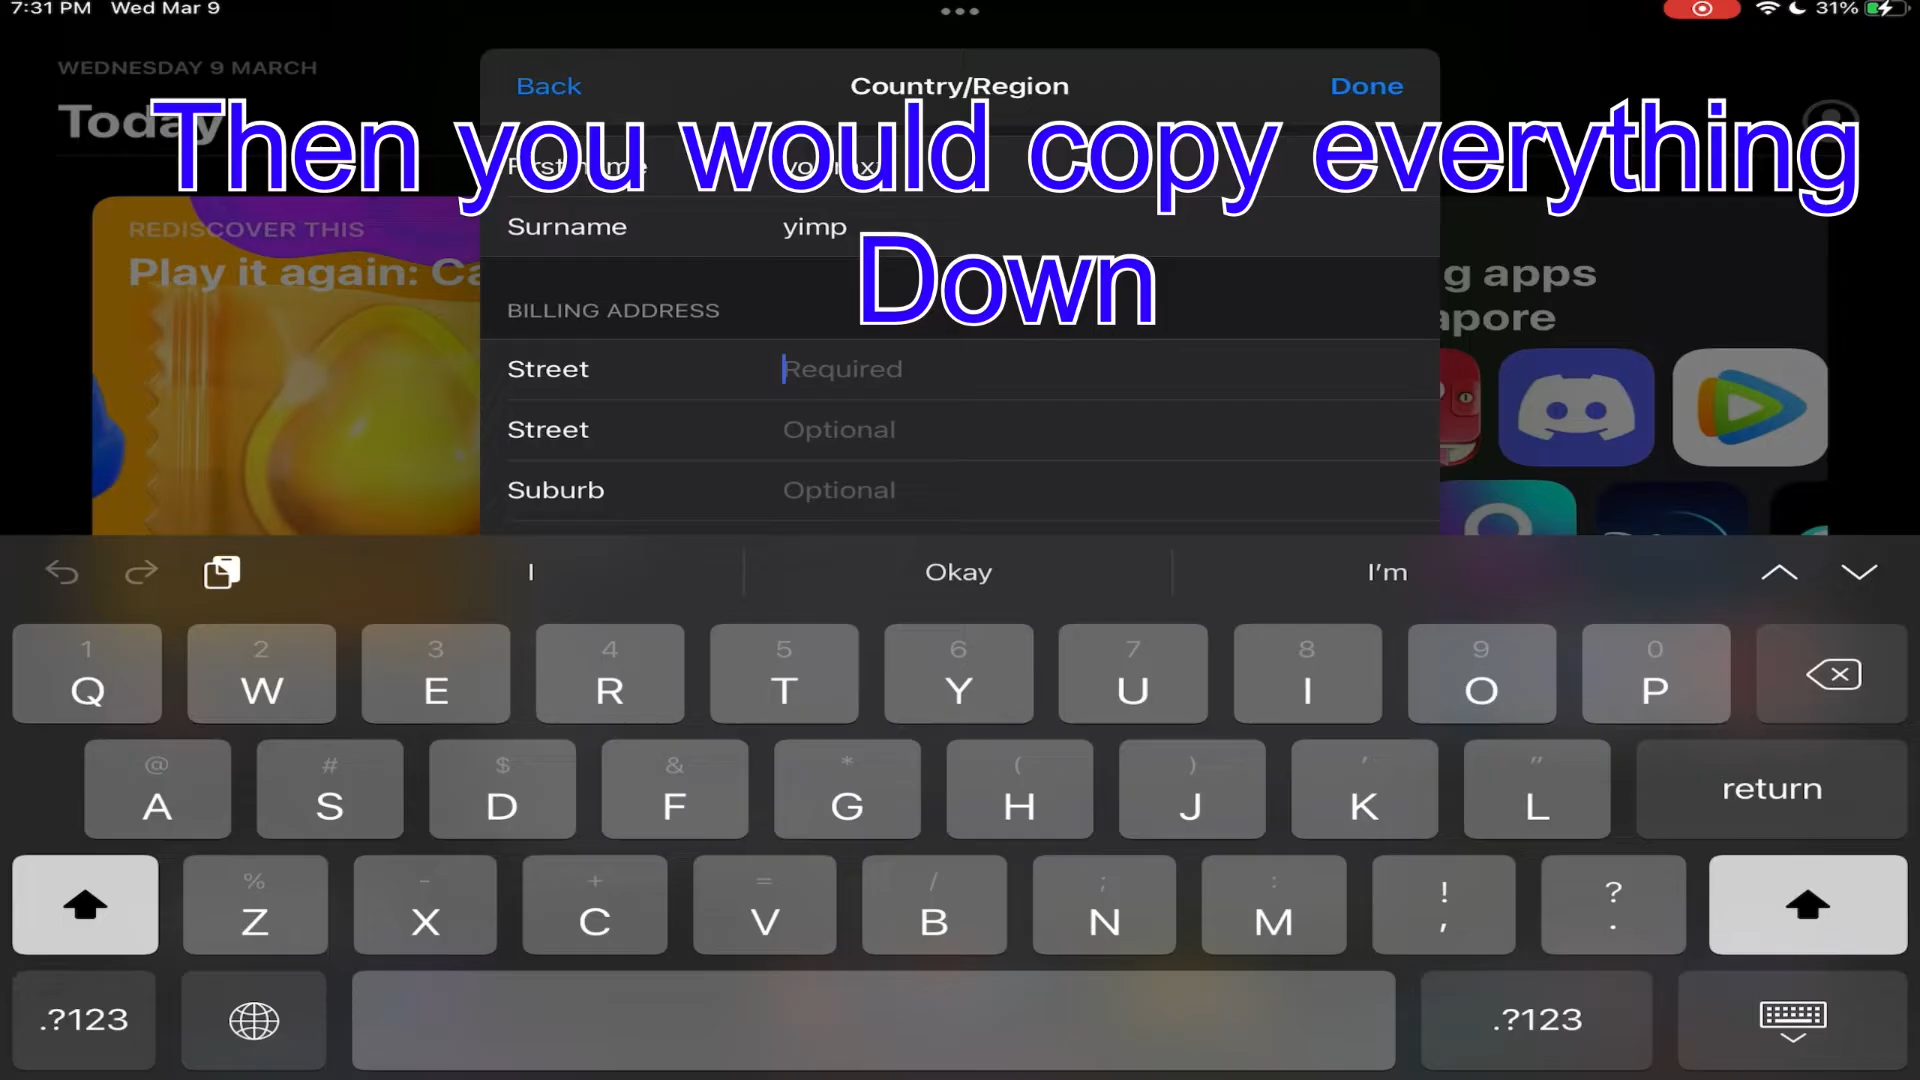 7:31 PM Wed Mar 9
31%
WEDNESDAY 9 MARCH
Today
Back
Country/Region
Done
Then you would copy everything
Down
Surname
yimp
REDISCOVER THIS
Play it again: Ca
BILLING ADDRESS
g apps
apore
Street
Required
Street
Optional
Suburb
Optional
I
Okay
I'm
1 2 3 4 5 6 7 8 9 0
Q W E R T Y U I O P
@ # $ & * ( ) ' "
A S D F G H J K L
return
% - + = / ; : ! ?
Z X C V B N M , .
.?123
.?123